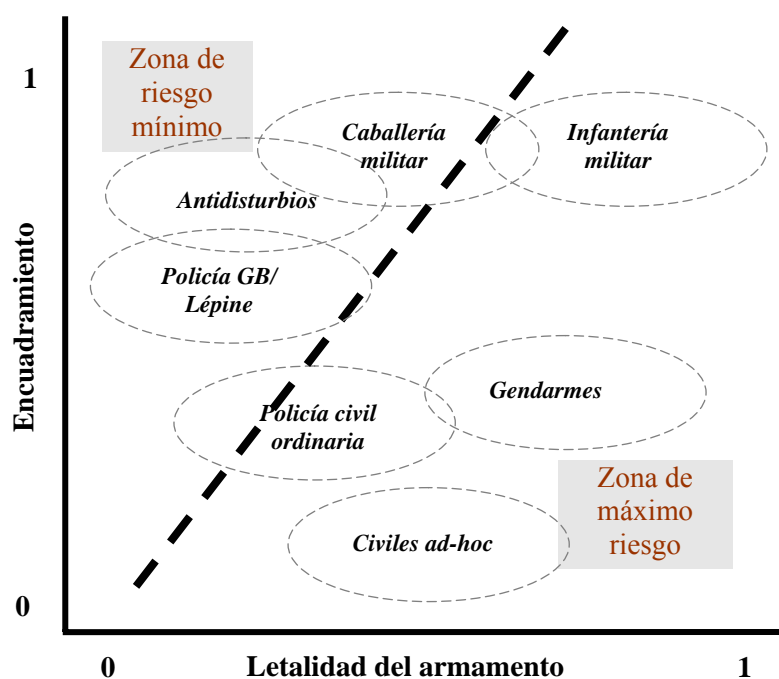 Zona de
riesgo
mínimo
1
Caballería
militar
Infantería
militar
Antidisturbios
Policía GB/
Lépine
Encuadramiento
Gendarmes
Policía civil
ordinaria
Zona de
máximo
riesgo
Civiles ad-hoc
0
0
Letalidad del armamento
1